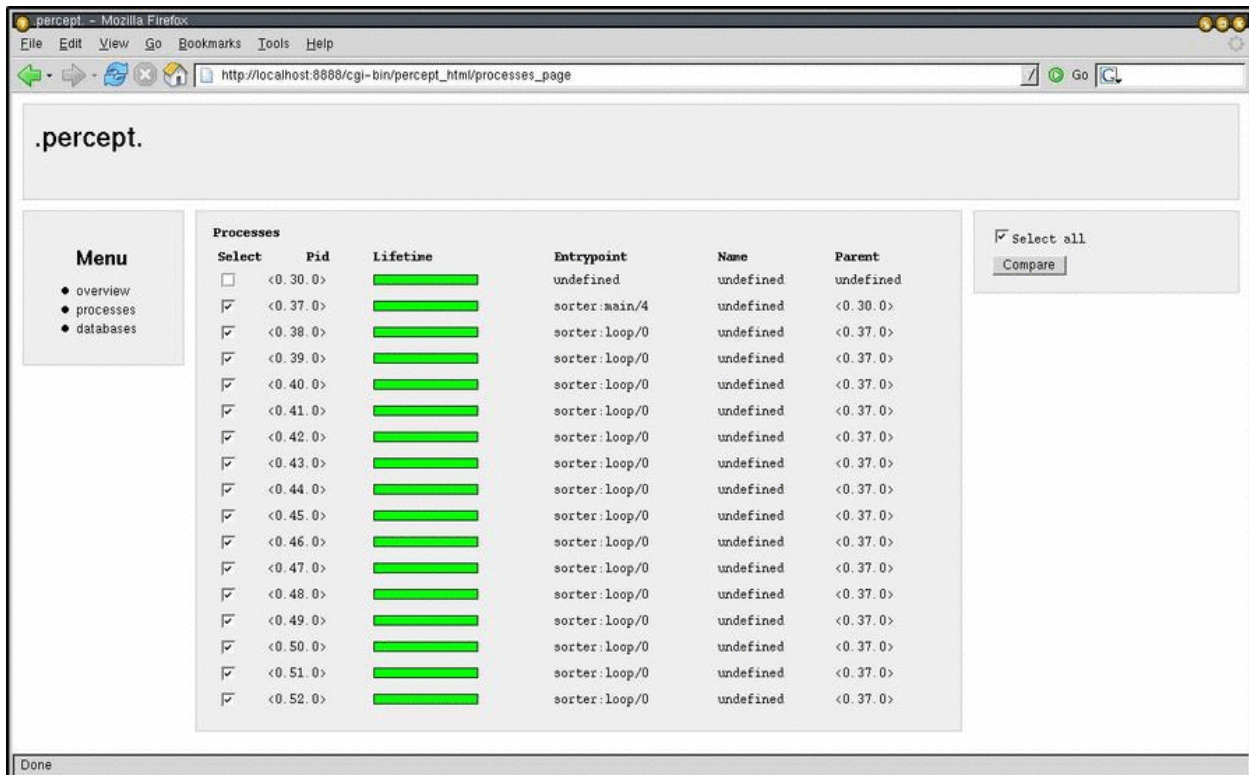 .percept. - Mozilla Firefox
File Edit View Go Bookmarks Tools Help
http://localhost:8888/cgi-bin/percept_html/processes_page Go
.percept.
Menu
overview
processes
databases
Processes
Select Pid Lifetime Entrypoint Name Parent
<0.30.0> undefined undefined undefined
<0.37.0> sorter:main/4 undefined <0.30.0>
<0.38.0> sorter:loop/0 undefined <0.37.0>
<0.39.0> sorter:loop/0 undefined <0.37.0>
<0.40.0> sorter:loop/0 undefined <0.37.0>
<0.41.0> sorter:loop/0 undefined <0.37.0>
<0.42.0> sorter:loop/0 undefined <0.37.0>
<0.43.0> sorter:loop/0 undefined <0.37.0>
<0.44.0> sorter:loop/0 undefined <0.37.0>
<0.45.0> sorter:loop/0 undefined <0.37.0>
<0.46.0> sorter:loop/0 undefined <0.37.0>
<0.47.0> sorter:loop/0 undefined <0.37.0>
<0.48.0> sorter:loop/0 undefined <0.37.0>
<0.49.0> sorter:loop/0 undefined <0.37.0>
<0.50.0> sorter:loop/0 undefined <0.37.0>
<0.51.0> sorter:loop/0 undefined <0.37.0>
<0.52.0> sorter:loop/0 undefined <0.37.0>
Select all
Compare
Done